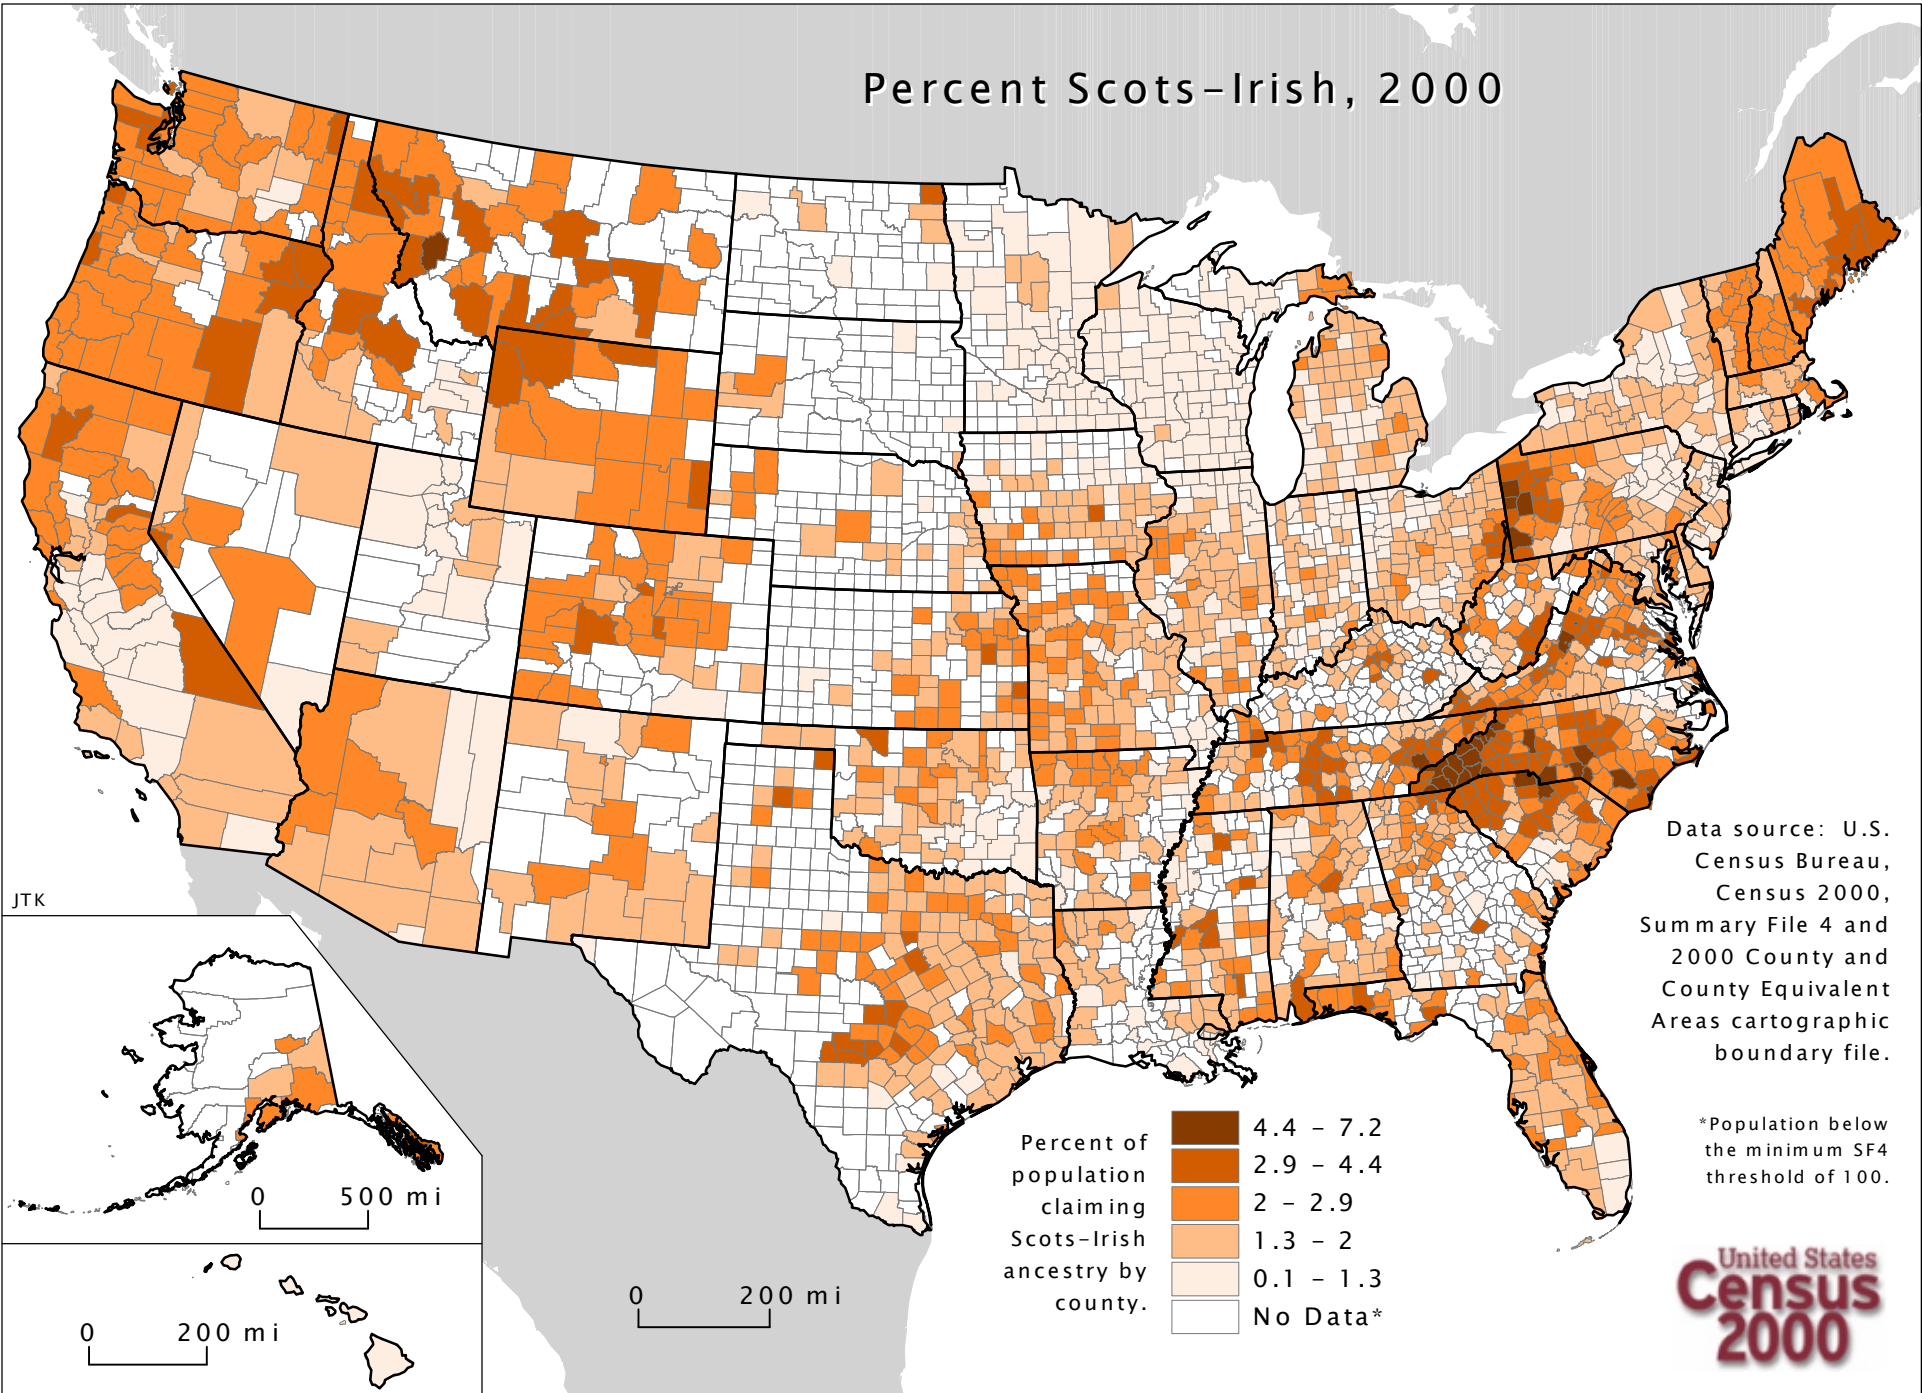 Percent Scots–Irish, 2000
Data source: U.S.
Census Bureau,
Census 2000,
Summary File 4 and
2000 County and
County Equivalent
Areas cartographic
boundary file.
JTK
*Population below
the minimum SF4
threshold of 100.
Percent of
population
claiming
Scots–Irish
ancestry by
county.
4.4 – 7.2
2.9 – 4.4
2 – 2.9
1.3 – 2
0.1 – 1.3
No Data*
0 500 mi
0 200 mi
0 200 mi
United States
Census
2000